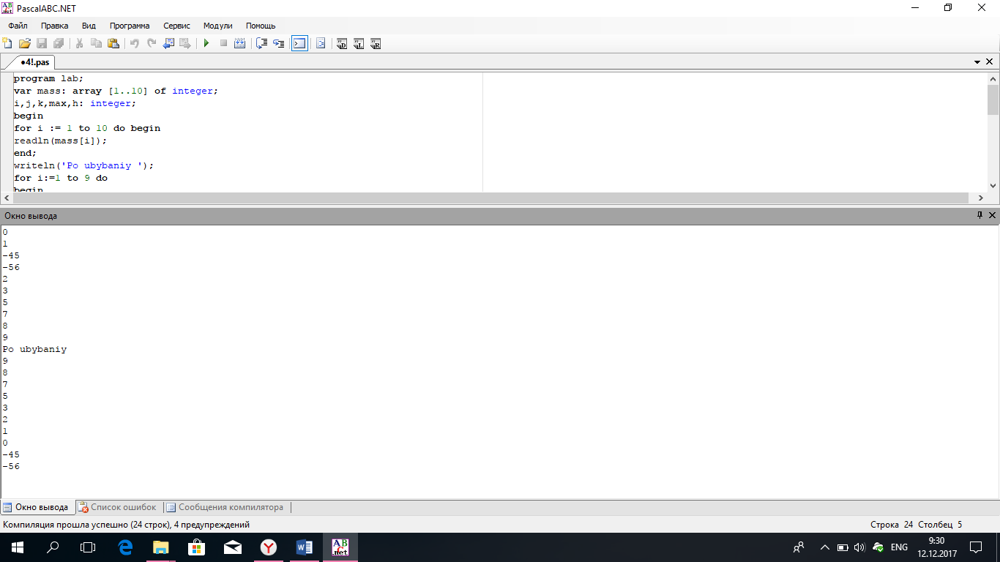 PascalABC.NET
Файл Правка Вид Программа Сервис Модули Помощь
•4!.pas
program lab;
var mass: array [1..10] of integer;
i,j,k,max,h: integer;
begin
for i := 1 to 10 do begin
readln(mass[i]);
end;
writeln('Po ubybaniy ');
for i:=1 to 9 do
begin
Окно вывода
0
1
-45
-56
2
3
5
7
8
9
Po ubybaniy
9
8
7
5
3
2
1
0
-45
-56
Окно вывода Список ошибок Сообщения компилятора
Компиляция прошла успешно (24 строк), 4 предупреждений Строка 24 Столбец 5
ENG 9:30
12.12.2017